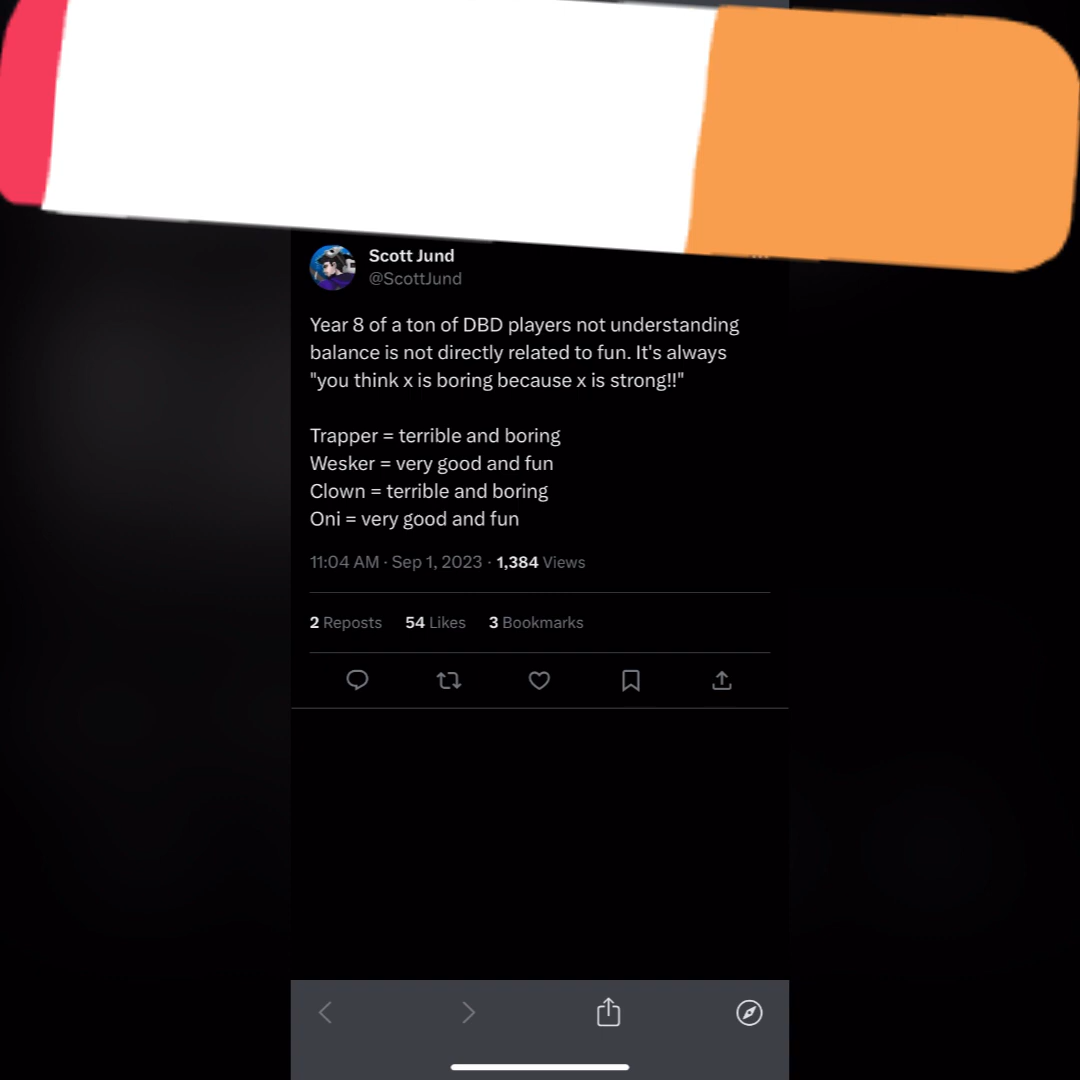 Scott Jund
@ScottJund
Year 8 of a ton of DBD players not understanding
balance is not directly related to fun. It's always
"you think x is boring because x is strong!!"
Trapper = terrible and boring
Wesker = very good and fun
Clown = terrible and boring
Oni = very good and fun
11:04 AM · Sep 1, 2023 · 1,384 Views
2 Reposts 54 Likes 3 Bookmarks